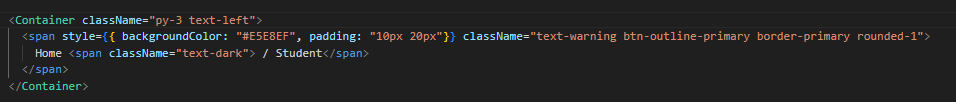 <Container className="py-3 text-left">
<span style={{ backgroundColor: "#E5E8EF", padding: "10px 20px"}} className="text-warning btn-outline-primary border-primary rounded-1">
Home <span className="text-dark"> / Student</span>
</span>
</Container>